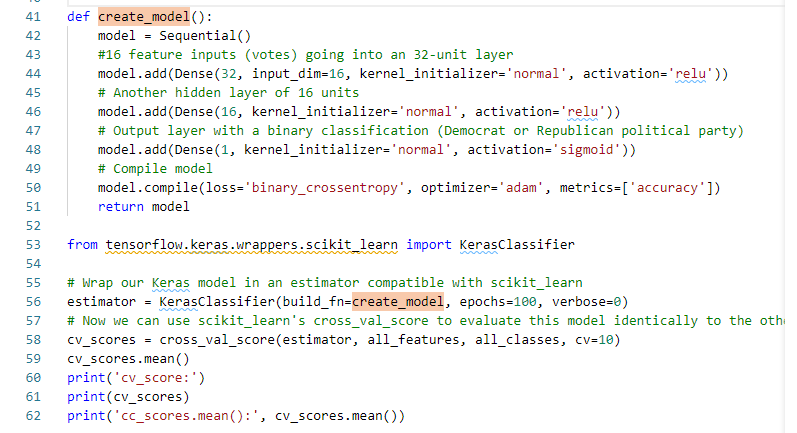 41 def create_model():
42     model = Sequential()
43     #16 feature inputs (votes) going into an 32-unit layer
44     model.add(Dense(32, input_dim=16, kernel_initializer='normal', activation='relu'))
45     # Another hidden layer of 16 units
46     model.add(Dense(16, kernel_initializer='normal', activation='relu'))
47     # Output layer with a binary classification (Democrat or Republican political party)
48     model.add(Dense(1, kernel_initializer='normal', activation='sigmoid'))
49     # Compile model
50     model.compile(loss='binary_crossentropy', optimizer='adam', metrics=['accuracy'])
51     return model
52
53 from tensorflow.keras.wrappers.scikit_learn import KerasClassifier
54
55 # Wrap our Keras model in an estimator compatible with scikit_learn
56 estimator = KerasClassifier(build_fn=create_model, epochs=100, verbose=0)
57 # Now we can use scikit_learn's cross_val_score to evaluate this model identically to the
58 cv_scores = cross_val_score(estimator, all_features, all_classes, cv=10)
59 cv_scores.mean()
60 print('cv_score:')
61 print(cv_scores)
62 print('cc_scores.mean():', cv_scores.mean())